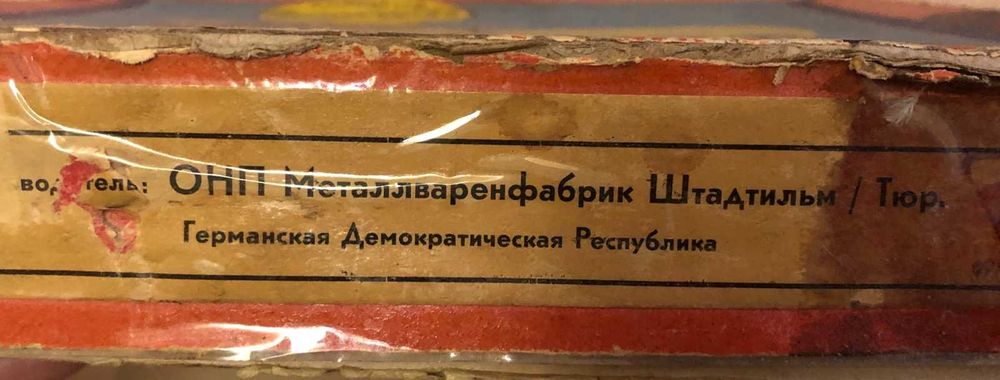 ОНП Металлваренфабрик Штадтильм / Тюр.
Германская Демократическая Республика